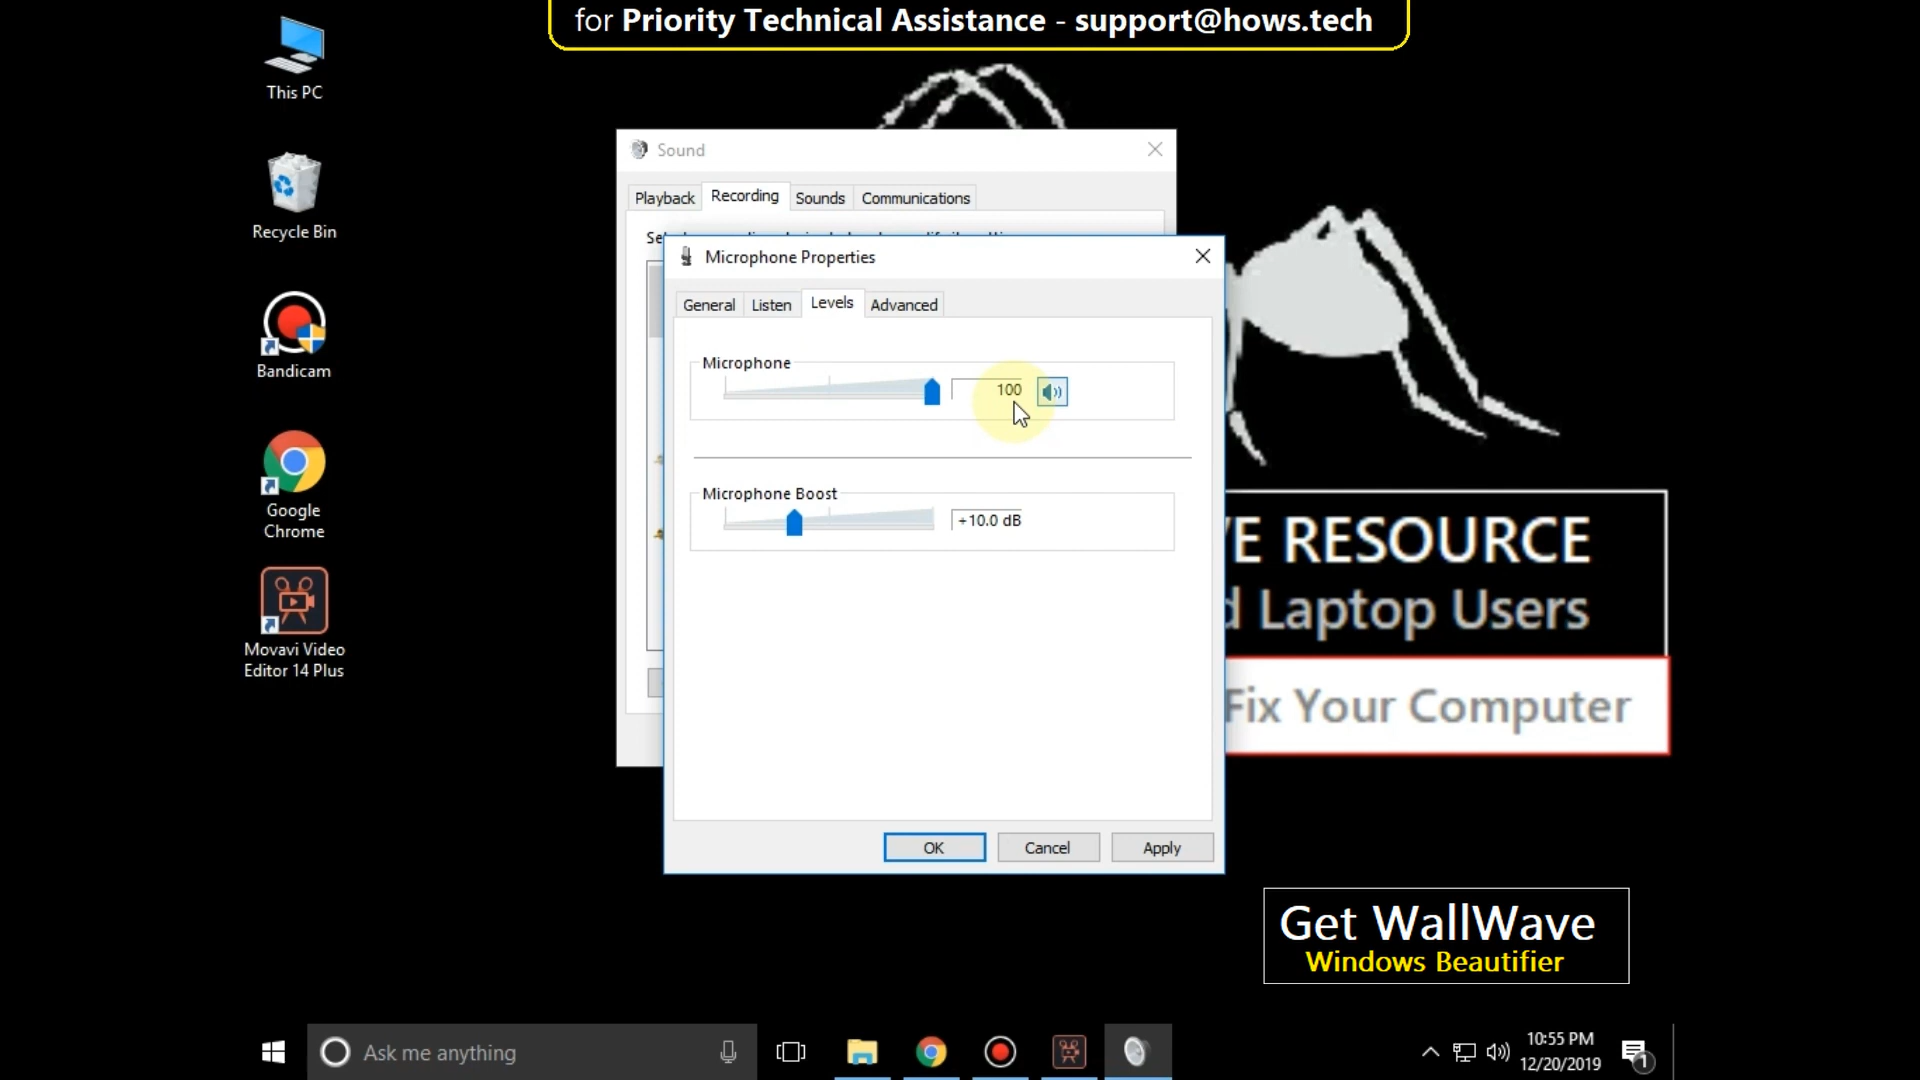 for Priority Technical Assistance - support@hows.tech
This PC
Recycle Bin
Bandicam
Google
Chrome
Movavi Video
Editor 14 Plus
Sound
Playback
Recording
Sounds
Communications
Microphone Properties
General
Listen
Levels
Advanced
Microphone
100
Microphone Boost
+10.0 dB
OK
Cancel
Apply
E RESOURCE
d Laptop Users
Fix Your Computer
Get WallWave
Windows Beautifier
Ask me anything
10:55 PM
12/20/2019
1